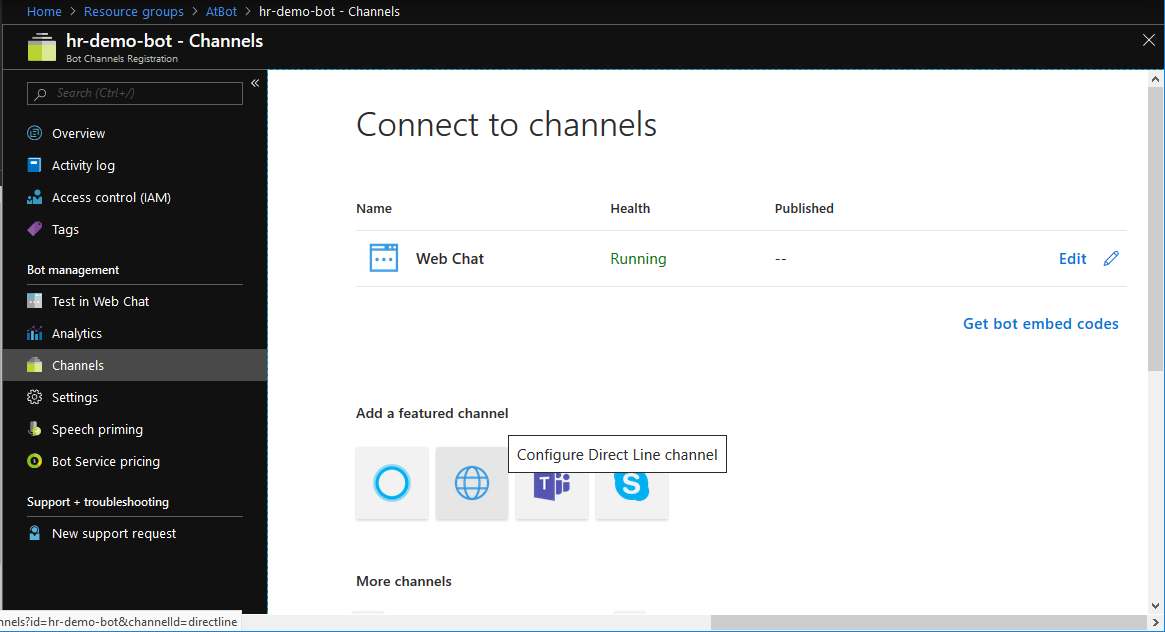 Home > Resource groups > AtBot > hr-demo-bot - Channels
hr-demo-bot - Channels
Bot Channels Registration
Search (Ctrl+/)
«
Overview
Activity log
Access control (IAM)
Tags
Bot management
Test in Web Chat
Analytics
Channels
Settings
Speech priming
Bot Service pricing
Support + troubleshooting
New support request
Connect to channels
Name Health Published
Web Chat Running -- Edit
Get bot embed codes
Add a featured channel
Configure Direct Line channel
T
S
More channels
nnels?id=hr-demo-bot&channelId=directline